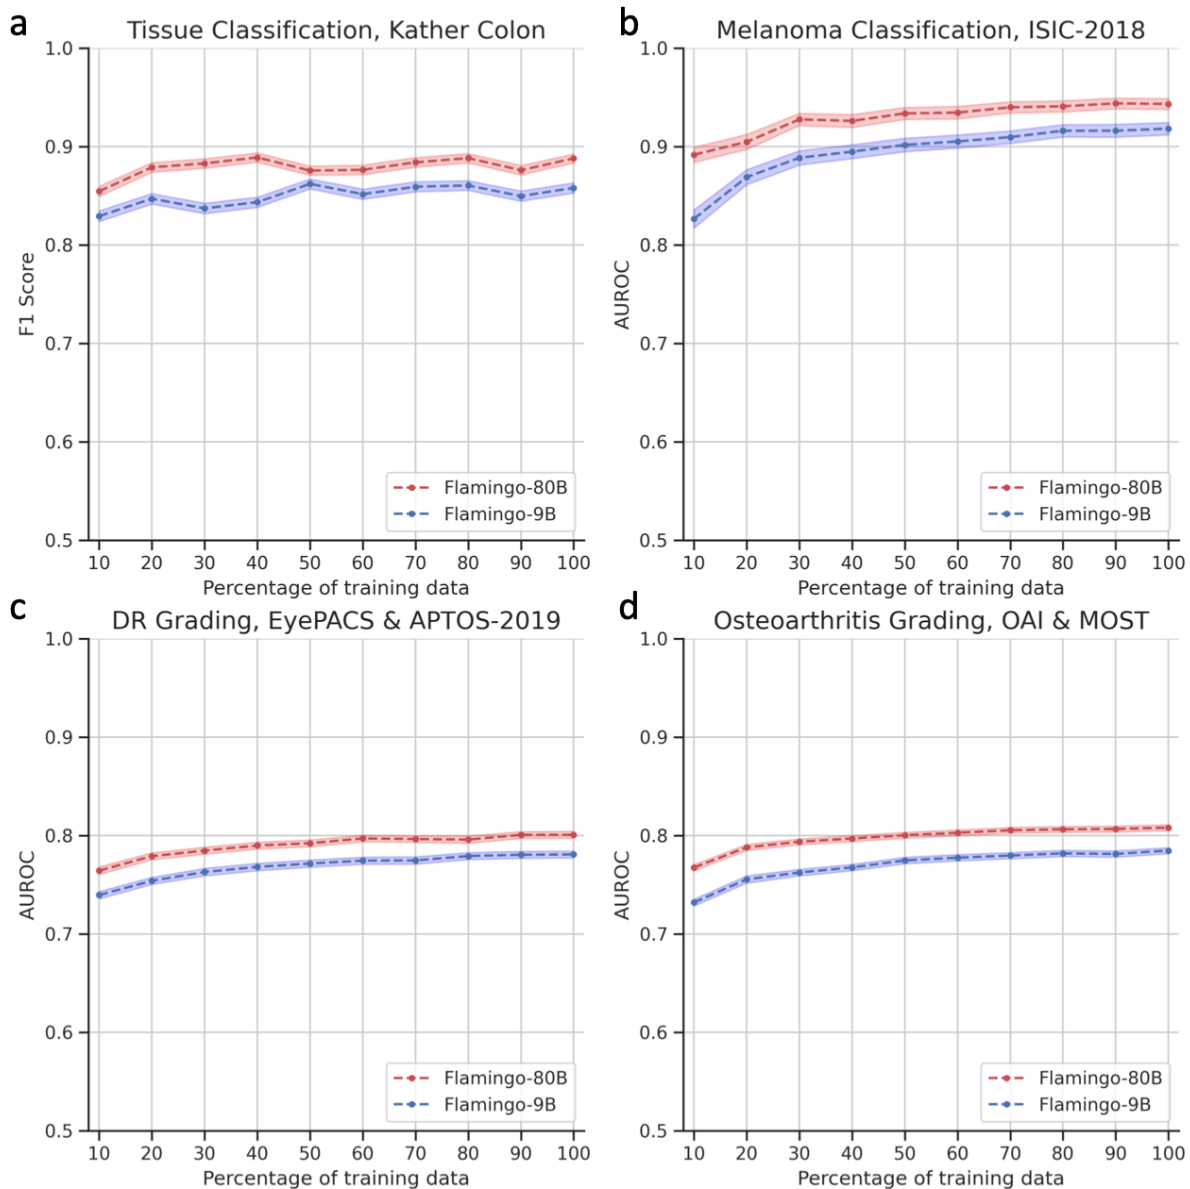 a
Tissue Classification, Kather Colon
1.0
0.9
0.8
0.7
0.6
0.5
F1 Score
10 20 30 40 50 60 70 80 90 100
Percentage of training data
Flamingo-80B
Flamingo-9B
b
Melanoma Classification, ISIC-2018
1.0
0.9
0.8
0.7
0.6
0.5
AUROC
10 20 30 40 50 60 70 80 90 100
Percentage of training data
Flamingo-80B
Flamingo-9B
c
DR Grading, EyePACS & APTOS-2019
1.0
0.9
0.8
0.7
0.6
0.5
AUROC
10 20 30 40 50 60 70 80 90 100
Percentage of training data
Flamingo-80B
Flamingo-9B
d
Osteoarthritis Grading, OAI & MOST
1.0
0.9
0.8
0.7
0.6
0.5
AUROC
10 20 30 40 50 60 70 80 90 100
Percentage of training data
Flamingo-80B
Flamingo-9B